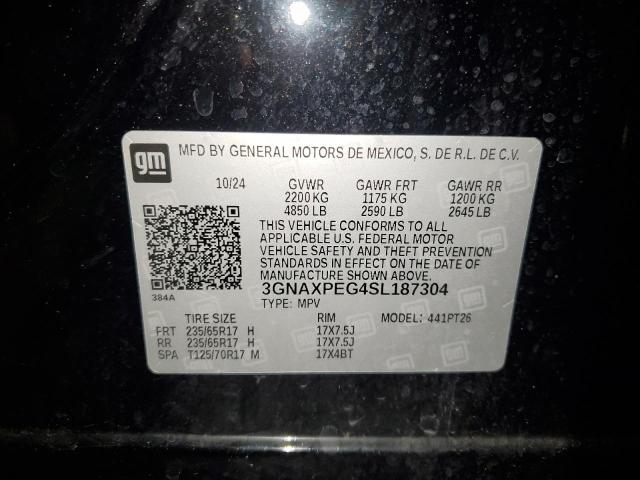 gm MFD BY GENERAL MOTORS DE MEXICO, S. DE R.L. DE C.V.
10/24 GVWR GAWR FRT GAWR RR
2200 KG 1175 KG 1200 KG
4850 LB 2590 LB 2645 LB
THIS VEHICLE CONFORMS TO ALL
APPLICABLE U.S. FEDERAL MOTOR
VEHICLE SAFETY AND THEFT PREVENTION
STANDARDS IN EFFECT ON THE DATE OF
MANUFACTURE SHOWN ABOVE.
384A 3GNAXPEG4SL187304
TYPE: MPV
TIRE SIZE RIM MODEL: 441PT26
FRT 235/65R17 H 17X7.5J
RR 235/65R17 H 17X7.5J
SPA T125/70R17 M 17X4BT